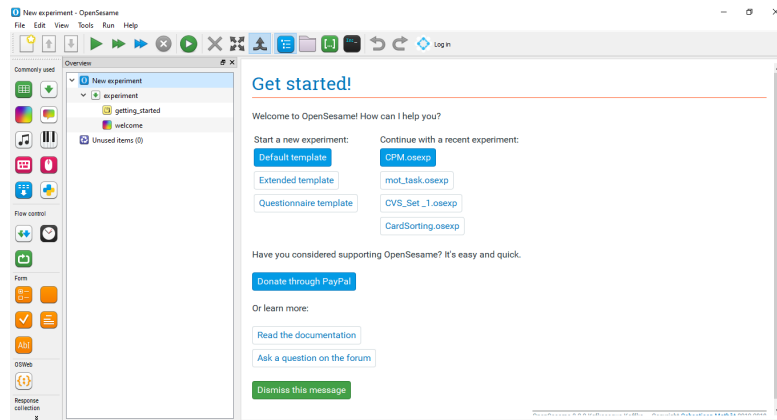 New experiment - OpenSesame
File Edit View Tools Run Help
Log in
Commonly used
Overview
New experiment
experiment
getting_started
welcome
Unused items (0)
Flow control
Form
Abl
OSWeb
Response
collection
Get started!
Welcome to OpenSesame! How can I help you?
Start a new experiment: Continue with a recent experiment:
Default template CPM.osexp
Extended template mot_task.osexp
Questionnaire template CVS_Set _1.osexp
CardSorting.osexp
Have you considered supporting OpenSesame? It's easy and quick.
Donate through PayPal
Or learn more:
Read the documentation
Ask a question on the forum
Dismiss this message